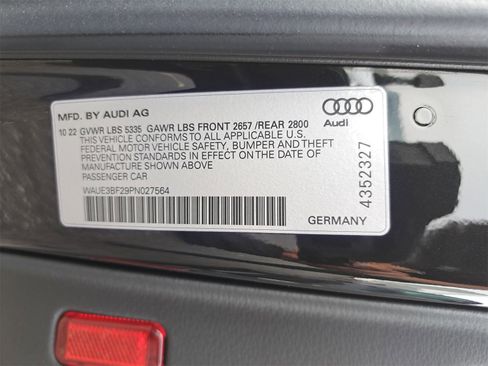 MFD. BY AUDI AG
10 22 GVWR LBS 5335 GAWR LBS FRONT 2657 /REAR 2800
THIS VEHICLE CONFORMS TO ALL APPLICABLE U.S.
FEDERAL MOTOR VEHICLE SAFETY, BUMPER AND THEFT
PREVENTION STANDARDS IN EFFECT ON THE DATE OF
MANUFACTURE SHOWN ABOVE
PASSENGER CAR
WAUE3BF29PN027564
Audi
4352327
GERMANY